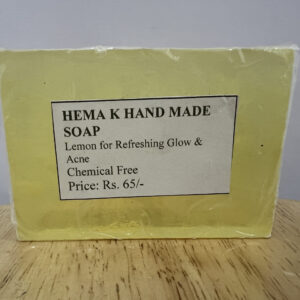 HEMA K HAND MADE
SOAP
Lemon for Refreshing Glow &
Acne
Chemical Free
Price: Rs. 65/-